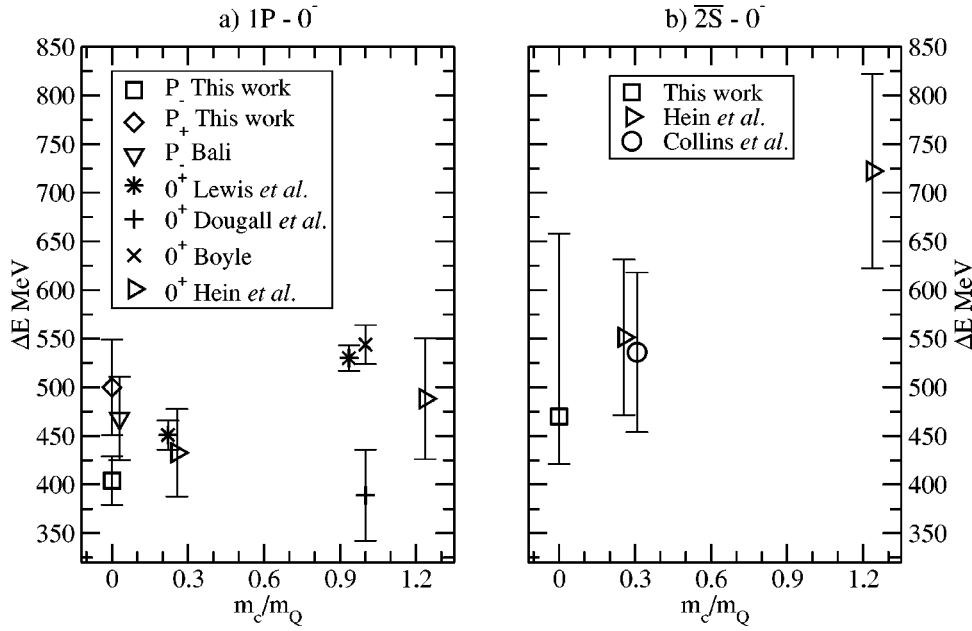 a) 1P - 0⁻
b) 2S̅ - 0⁻
850
800
750
700
650
600
550
500
450
400
350
ΔE MeV
P₋ This work
P₊ This work
P₋ Bali
0⁺ Lewis et al.
0⁺ Dougall et al.
0⁺ Boyle
0⁺ Hein et al.
0 0.3 0.6 0.9 1.2
m_c/m_Q
This work
Hein et al.
Collins et al.
0 0.3 0.6 0.9 1.2
m_c/m_Q
850
800
750
700
650
600
550
500
450
400
350
ΔE MeV